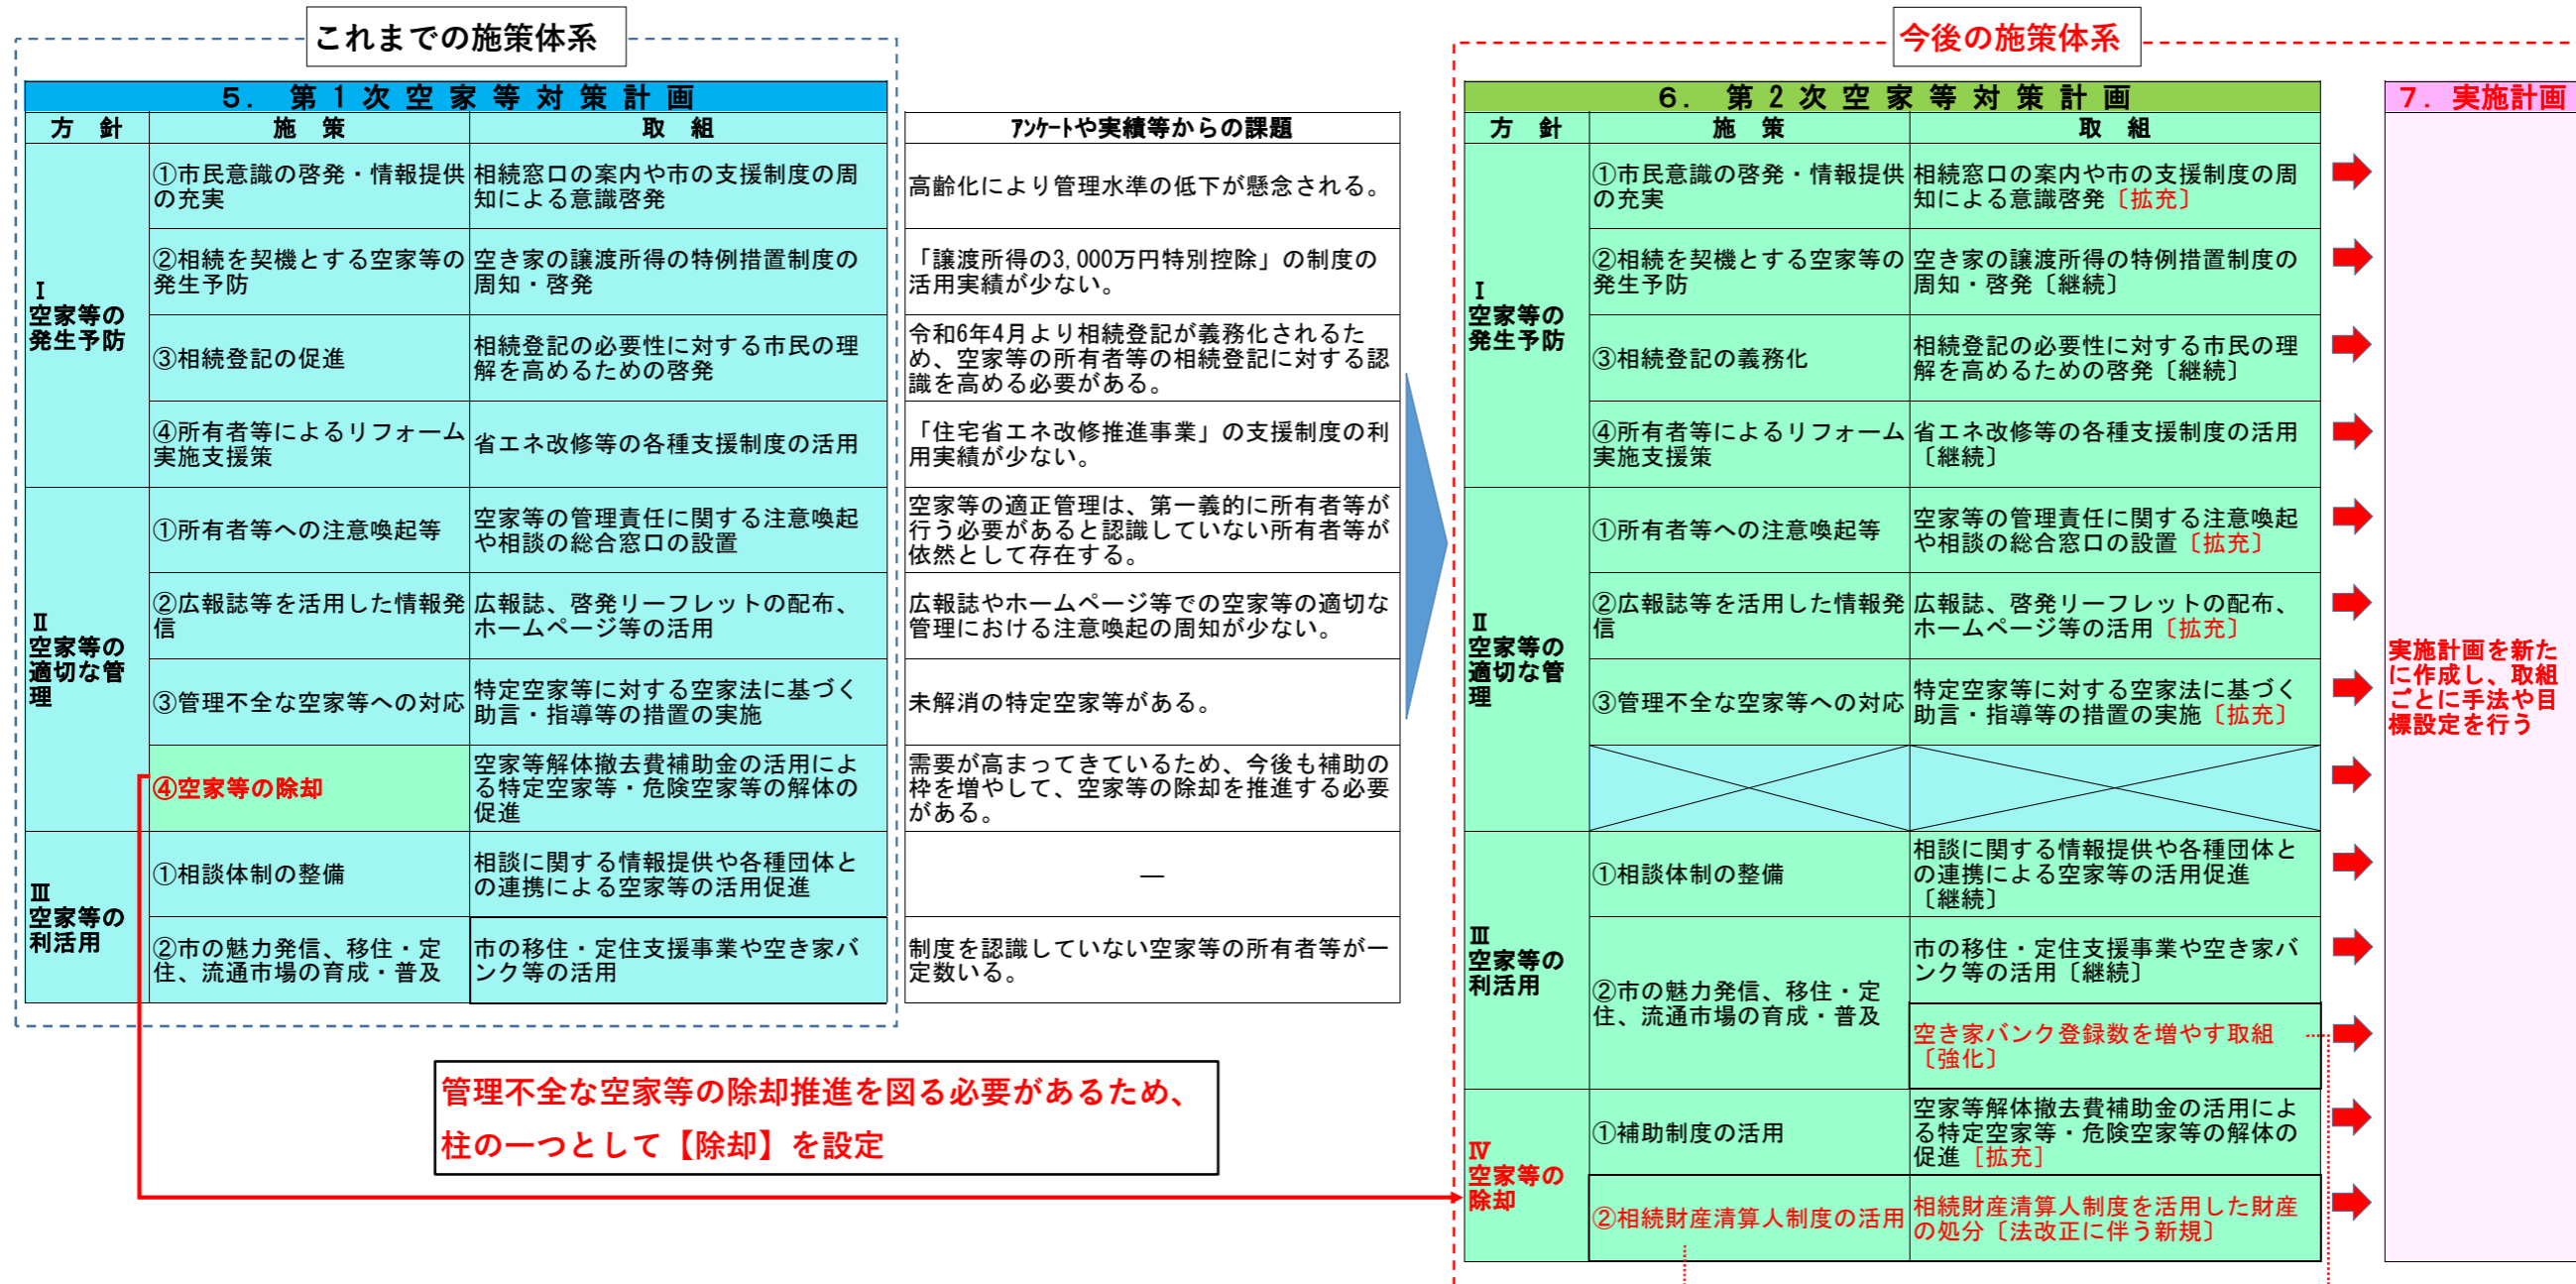 これまでの施策体系
5. 第1次空家等対策計画
方 針
施 策
取 組
Ⅰ
空家等の
発生予防
①市民意識の啓発・情報提供
の充実
相続窓口の案内や市の支援制度の周
知による意識啓発
②相続を契機とする空家等の
発生予防
空き家の譲渡所得の特例措置制度の
周知・啓発
③相続登記の促進
相続登記の必要性に対する市民の理
解を高めるための啓発
④所有者等によるリフォーム
実施支援策
省エネ改修等の各種支援制度の活用
Ⅱ
空家等の
適切な管
理
①所有者等への注意喚起等
空家等の管理責任に関する注意喚起
や相談の総合窓口の設置
②広報誌等を活用した情報発
信
広報誌、啓発リーフレットの配布、
ホームページ等の活用
③管理不全な空家等への対応
特定空家等に対する空家法に基づく
助言・指導等の措置の実施
④空家等の除却
空家等解体撤去費補助金の活用によ
る特定空家等・危険空家等の解体の
促進
Ⅲ
空家等の
利活用
①相談体制の整備
相談に関する情報提供や各種団体と
の連携による空家等の活用促進
②市の魅力発信、移住・定
住、流通市場の育成・普及
市の移住・定住支援事業や空き家バ
ンク等の活用
ｱﾝｹｰﾄや実績等からの課題
高齢化により管理水準の低下が懸念される。
「譲渡所得の3,000万円特別控除」の制度の
活用実績が少ない。
令和6年4月より相続登記が義務化されるた
め、空家等の所有者等の相続登記に対する認
識を高める必要がある。
「住宅省エネ改修推進事業」の支援制度の利
用実績が少ない。
空家等の適正管理は、第一義的に所有者等が
行う必要があると認識していない所有者等が
依然として存在する。
広報誌やホームページ等での空家等の適切な
管理における注意喚起の周知が少ない。
未解消の特定空家等がある。
需要が高まってきているため、今後も補助の
枠を増やして、空家等の除却を推進する必要
がある。
―
制度を認識していない空家等の所有者等が一
定数いる。
管理不全な空家等の除却推進を図る必要があるため、
柱の一つとして【除却】を設定
今後の施策体系
6. 第2次空家等対策計画
方 針
施 策
取 組
Ⅰ
空家等の
発生予防
①市民意識の啓発・情報提供
の充実
相続窓口の案内や市の支援制度の周
知による意識啓発〔拡充〕
②相続を契機とする空家等の
発生予防
空き家の譲渡所得の特例措置制度の
周知・啓発〔継続〕
③相続登記の義務化
相続登記の必要性に対する市民の理
解を高めるための啓発〔継続〕
④所有者等によるリフォーム
実施支援策
省エネ改修等の各種支援制度の活用
〔継続〕
Ⅱ
空家等の
適切な管
理
①所有者等への注意喚起等
空家等の管理責任に関する注意喚起
や相談の総合窓口の設置〔拡充〕
②広報誌等を活用した情報発
信
広報誌、啓発リーフレットの配布、
ホームページ等の活用〔拡充〕
③管理不全な空家等への対応
特定空家等に対する空家法に基づく
助言・指導等の措置の実施〔拡充〕
Ⅲ
空家等の
利活用
①相談体制の整備
相談に関する情報提供や各種団体と
の連携による空家等の活用促進
〔継続〕
②市の魅力発信、移住・定
住、流通市場の育成・普及
市の移住・定住支援事業や空き家バ
ンク等の活用〔継続〕
空き家バンク登録数を増やす取組
〔強化〕
Ⅳ
空家等の
除却
①補助制度の活用
空家等解体撤去費補助金の活用によ
る特定空家等・危険空家等の解体の
促進［拡充］
②相続財産清算人制度の活用
相続財産清算人制度を活用した財産
の処分〔法改正に伴う新規〕
7. 実施計画
実施計画を新た
に作成し、取組
ごとに手法や目
標設定を行う